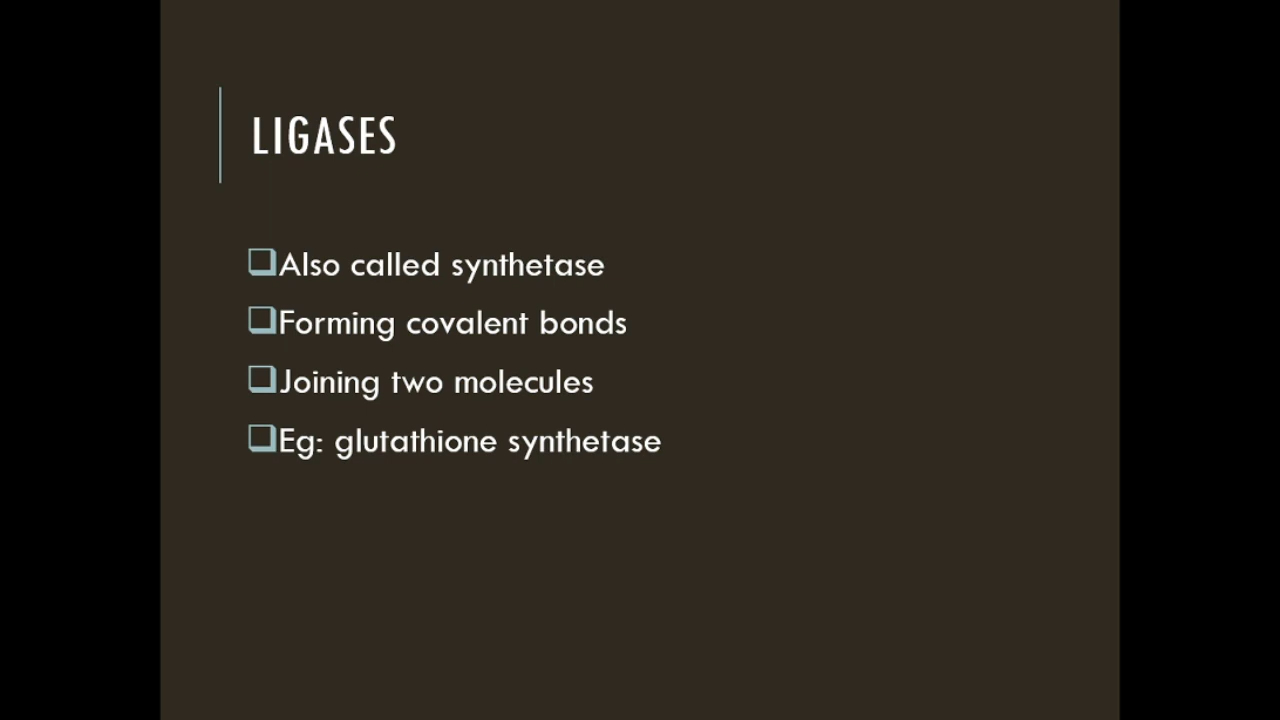 LIGASES
❑Also called synthetase
❑Forming covalent bonds
❑Joining two molecules
❑Eg: glutathione synthetase